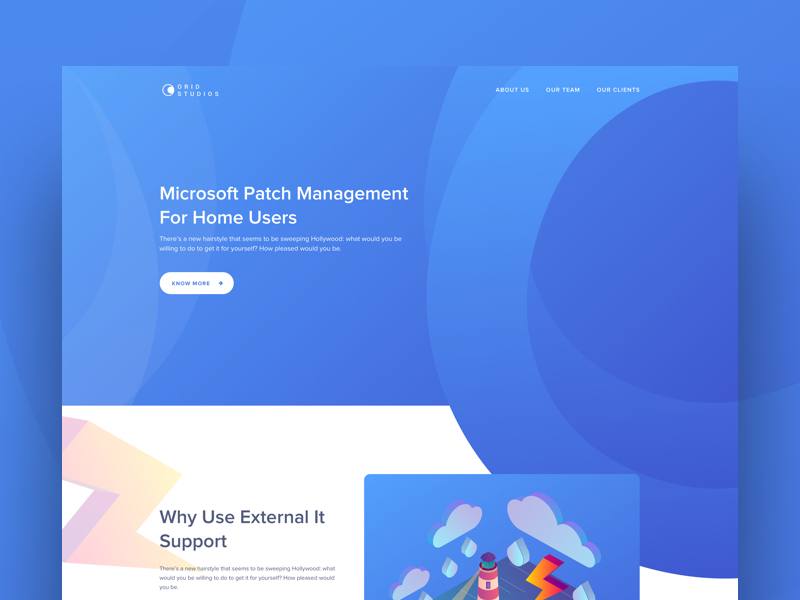 ORID
STUDIOS
ABOUT US OUR TEAM OUR CLIENTS
Microsoft Patch Management
For Home Users
There's a new hairstyle that seems to be sweeping Hollywood: what would you be
willing to do to get it for yourself? How pleased would you be.
KNOW MORE
Why Use External It
Support
There's a new hairstyle that seems to be sweeping Hollywood: what
would you be willing to do to get it for yourself? How pleased would
you be.